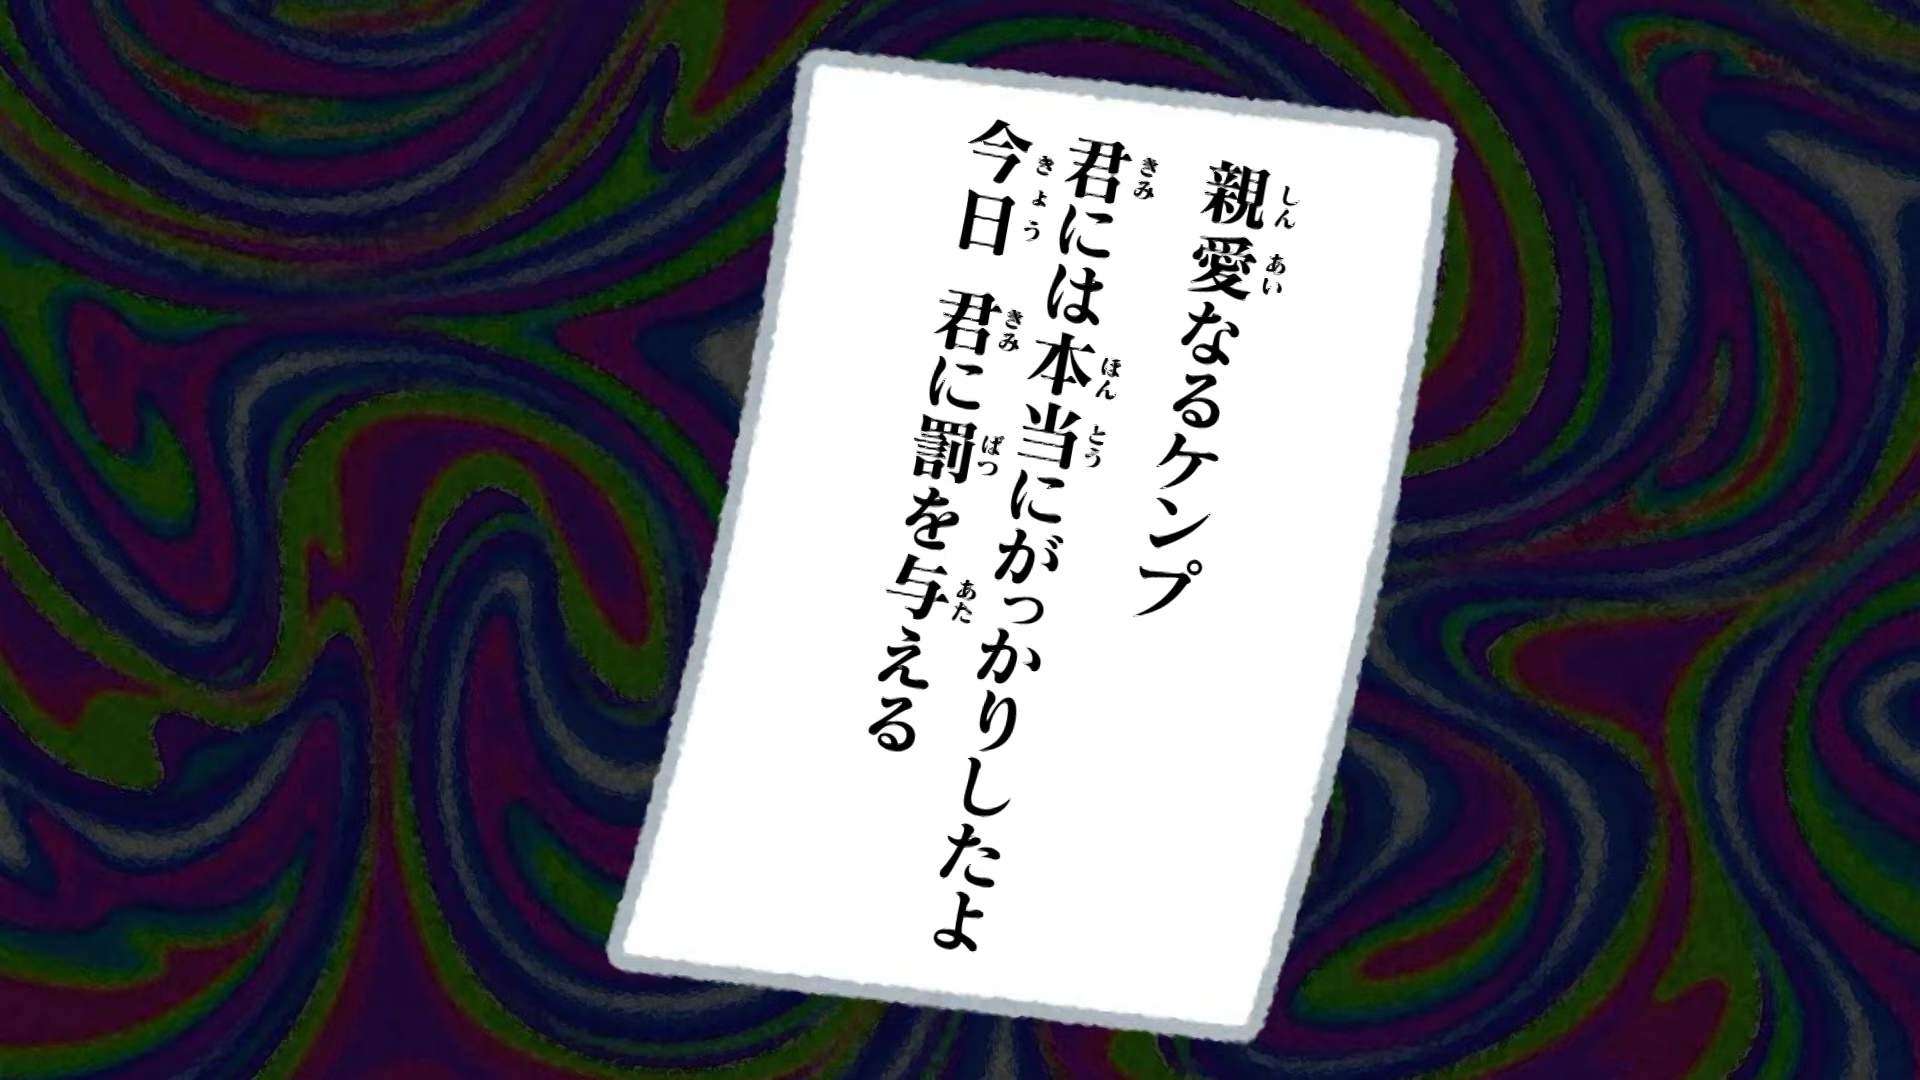 親愛なるケンプ
君には本当にがっかりしたよ
今日 君に罰を与える